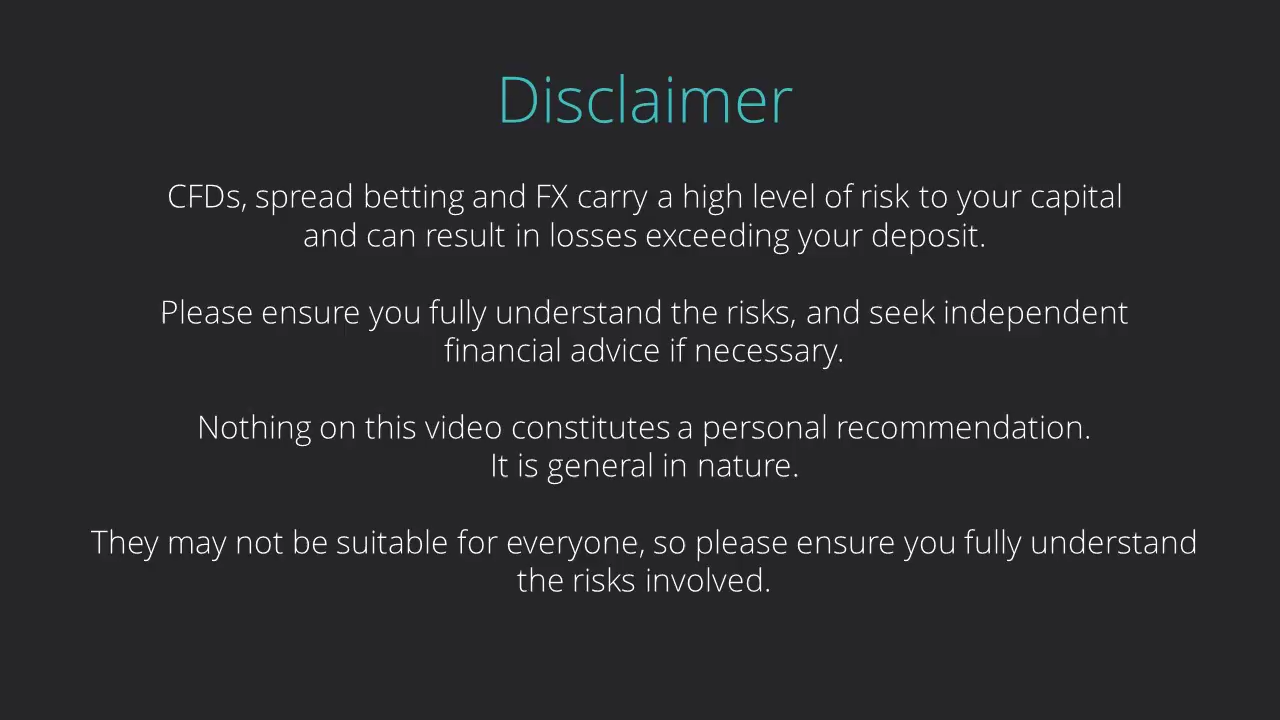 Disclaimer
CFDs, spread betting and FX carry a high level of risk to your capital
and can result in losses exceeding your deposit.
Please ensure you fully understand the risks, and seek independent
financial advice if necessary.
Nothing on this video constitutes a personal recommendation.
It is general in nature.
They may not be suitable for everyone, so please ensure you fully understand
the risks involved.